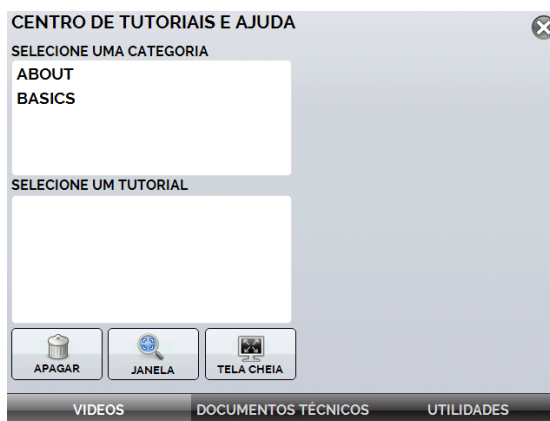 CENTRO DE TUTORIAIS E AJUDA
SELECIONE UMA CATEGORIA
ABOUT
BASICS
SELECIONE UM TUTORIAL
APAGAR JANELA TELA CHEIA
VIDEOS DOCUMENTOS TÉCNICOS UTILIDADES